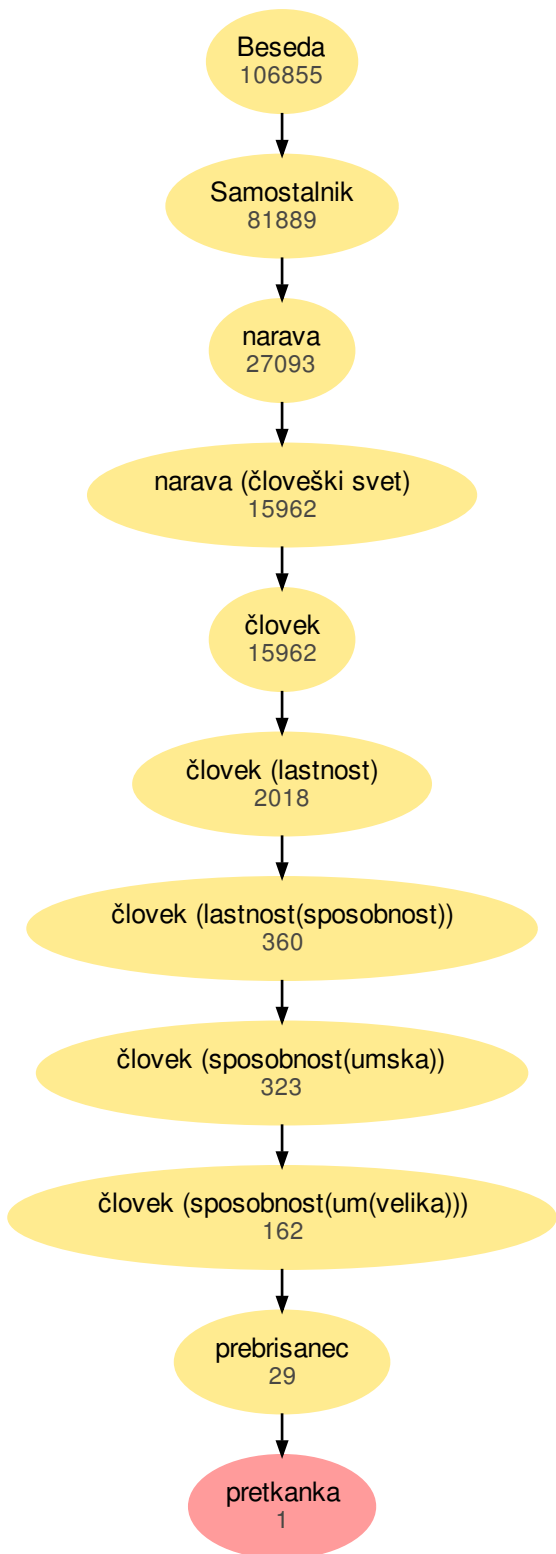 Beseda
106855
Samostalnik
81889
narava
27093
narava (človeški svet)
15962
človek
15962
človek (lastnost)
2018
človek (lastnost(sposobnost))
360
človek (sposobnost(umska))
323
človek (sposobnost(um(velika)))
162
prebrisanec
29
pretkanka
1